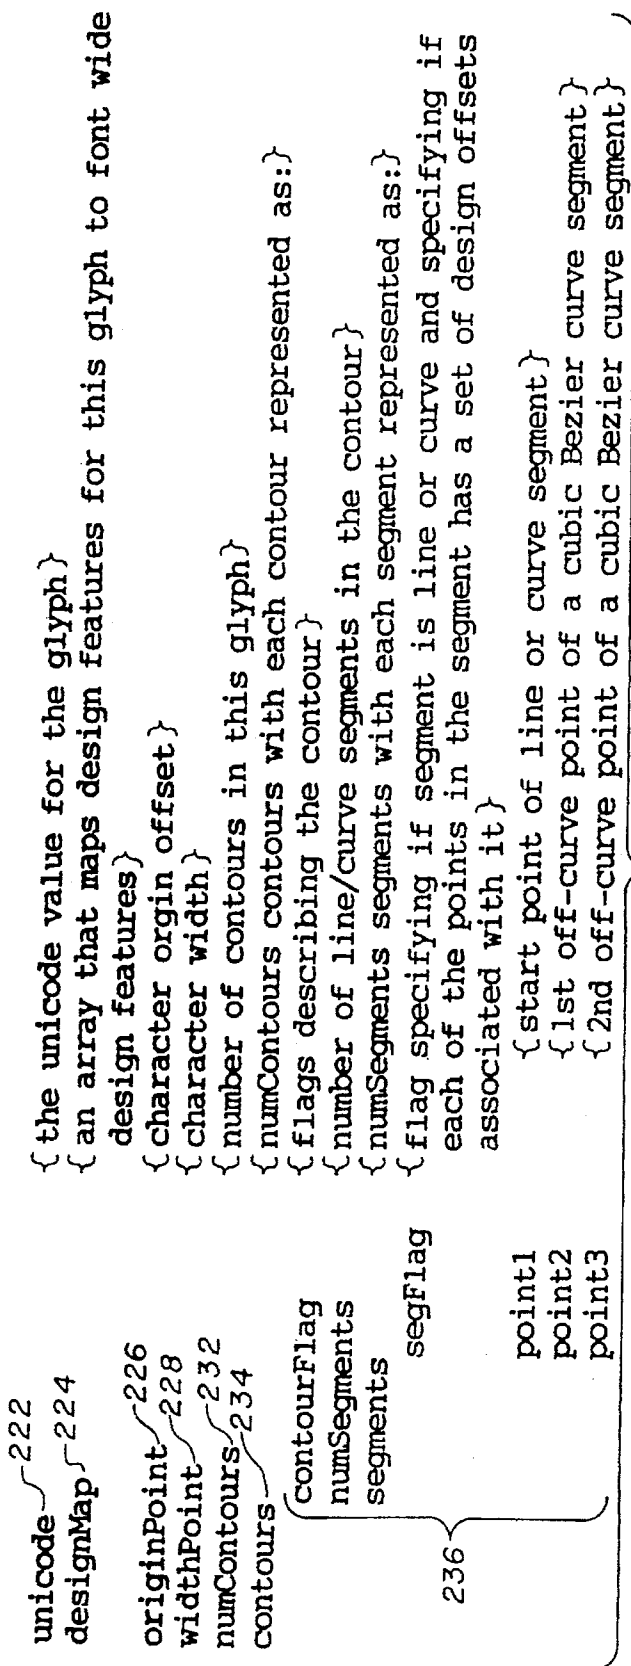 unicode 222 {the unicode value for the glyph}
designMap 224 {an array that maps design features for this glyph to font wide
design features}
originPoint 226 {character orgin offset}
widthPoint 228 {character width}
numContours 232 {number of contours in this glyph}
contours 234 {numContours contours with each contour represented as:}
contourFlag {flags describing the contour}
numSegments {number of line/curve segments in the contour}
segments {numSegments segments with each segment represented as:}
segFlag {flag specifying if segment is line or curve and specifying if
each of the points in the segment has a set of design offsets
associated with it}
236
point1 {start point of line or curve segment}
point2 {1st off-curve point of a cubic Bezier curve segment}
point3 {2nd off-curve point of a cubic Bezier curve segment}